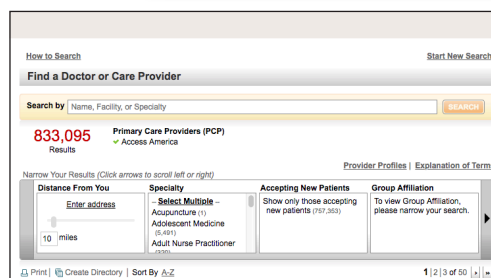 How to Search
Start New Search
Find a Doctor or Care Provider
Search by Name, Facility, or Specialty SEARCH
833,095
Results
Primary Care Providers (PCP)
Access America
Provider Profiles | Explanation of Term
Narrow Your Results (Click arrows to scroll left or right)
Distance From You
Enter address
10 miles
Specialty
– Select Multiple –
Acupuncture (1)
Adolescent Medicine
(5,491)
Adult Nurse Practitioner
(320)
Accepting New Patients
Show only those accepting
new patients (757,353)
Group Affiliation
To view Group Affiliation,
please narrow your search.
Print | Create Directory | Sort By A-Z
1 | 2 | 3 of 50